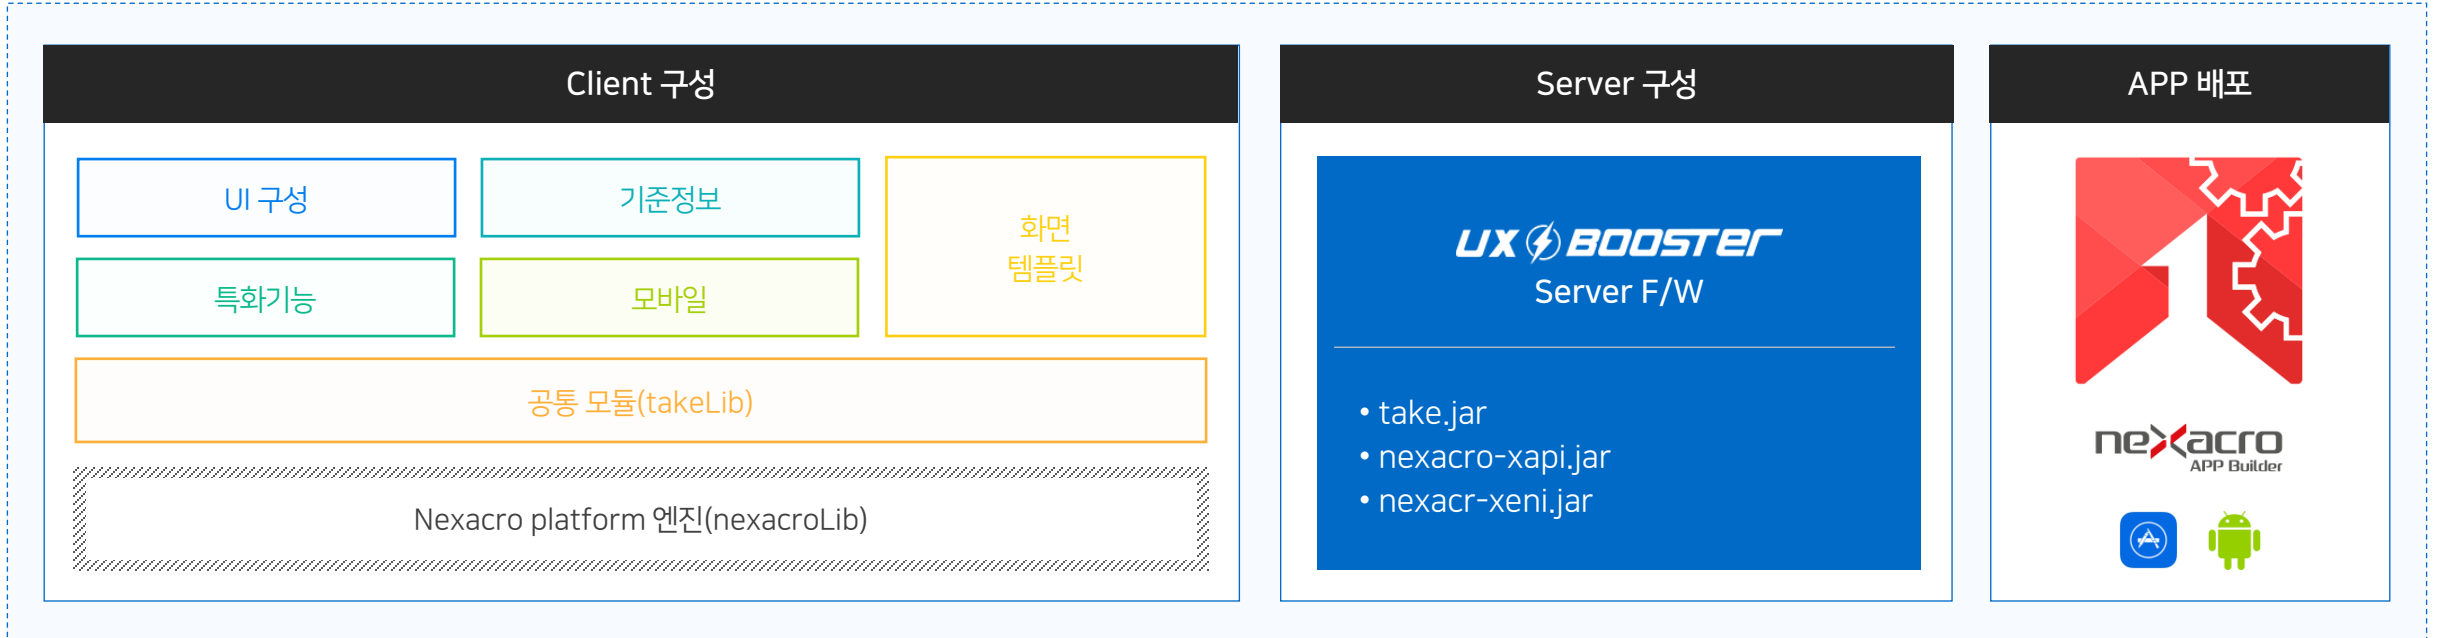 Client 구성
UI 구성
기준정보
화면
템플릿
특화기능
모바일
공통 모듈(takeLib)
Nexacro platform 엔진(nexacroLib)
Server 구성
UX BOOSTER
Server F/W
• take.jar
• nexacro-xapi.jar
• nexacr-xeni.jar
APP 배포
nexacro
APP Builder